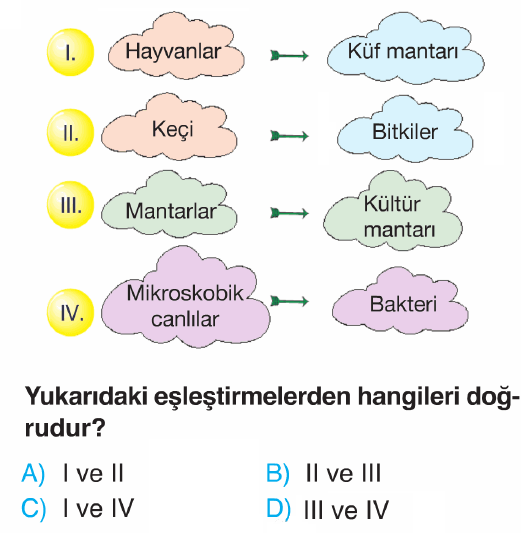 I. Hayvanlar Küf mantarı
II. Keçi Bitkiler
III. Mantarlar Kültür
mantarı
IV. Mikroskobik
canlılar Bakteri
Yukarıdaki eşleştirmelerden hangileri doğ-
rudur?
A) I ve II B) II ve III
C) I ve IV D) III ve IV